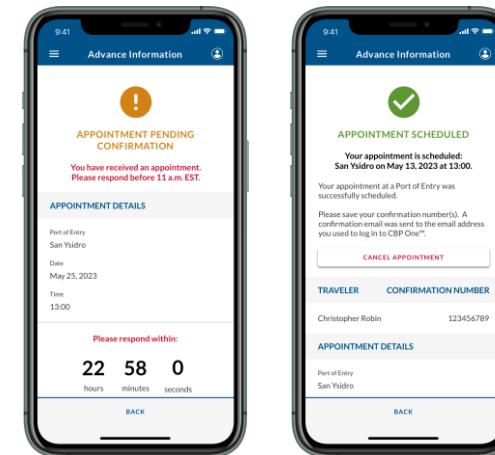 9:41
Advance Information
!
APPOINTMENT PENDING
CONFIRMATION
You have received an appointment.
Please respond before 11 a.m. EST.
APPOINTMENT DETAILS
Port of Entry
San Ysidro
Date
May 25, 2023
Time
13:00
Please respond within:
22 58 0
hours minutes seconds
BACK
9:41
Advance Information
APPOINTMENT SCHEDULED
Your appointment is scheduled:
San Ysidro on May 13, 2023 at 13:00.
Your appointment at a Port of Entry was
successfully scheduled.
Please save your confirmation number(s). A
confirmation email was sent to the email address
you used to log in to CBP One™.
CANCEL APPOINTMENT
TRAVELER CONFIRMATION NUMBER
Christopher Robin 123456789
APPOINTMENT DETAILS
Port of Entry
San Ysidro
BACK